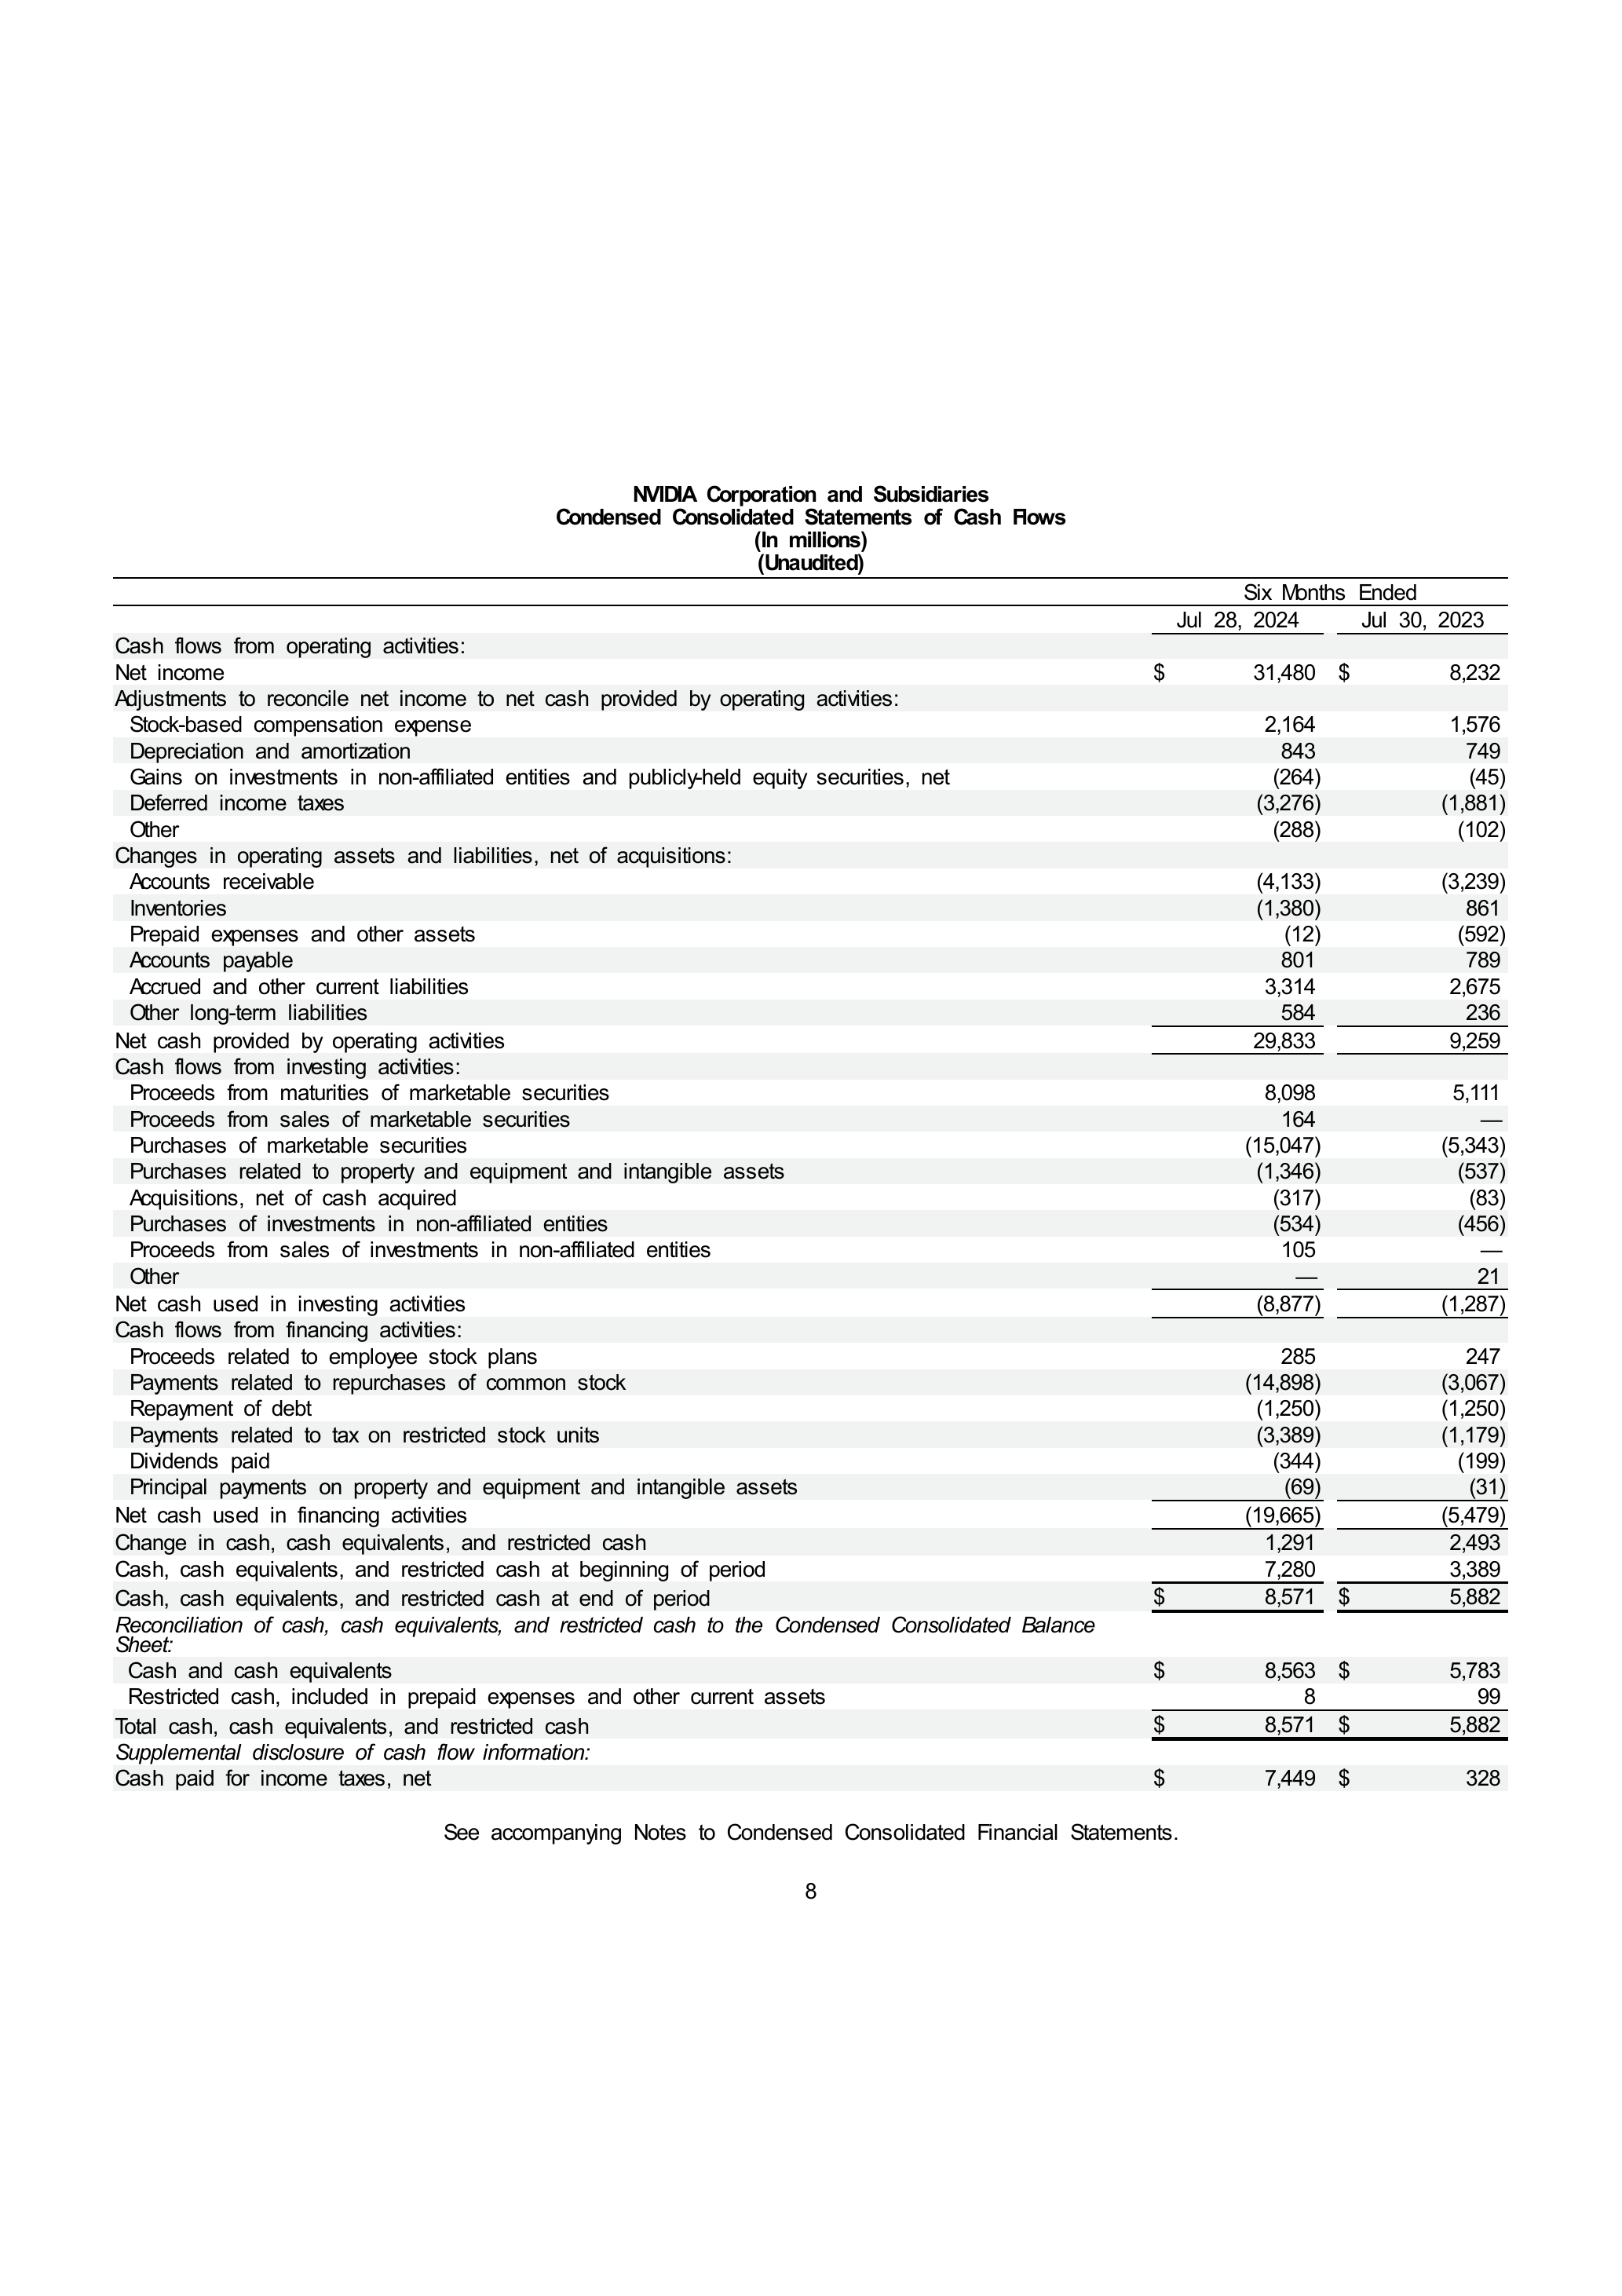 NVIDIA Corporation and Subsidiaries
Condensed Consolidated Statements of Cash Flows
(In millions)
(Unaudited)
Six Months Ended
Jul 28, 2024 Jul 30, 2023
Cash flows from operating activities:
Net income $ 31,480 $ 8,232
Adjustments to reconcile net income to net cash provided by operating activities:
Stock-based compensation expense 2,164 1,576
Depreciation and amortization 843 749
Gains on investments in non-affiliated entities and publicly-held equity securities, net (264) (45)
Deferred income taxes (3,276) (1,881)
Other (288) (102)
Changes in operating assets and liabilities, net of acquisitions:
Accounts receivable (4,133) (3,239)
Inventories (1,380) 861
Prepaid expenses and other assets (12) (592)
Accounts payable 801 789
Accrued and other current liabilities 3,314 2,675
Other long-term liabilities 584 236
Net cash provided by operating activities 29,833 9,259
Cash flows from investing activities:
Proceeds from maturities of marketable securities 8,098 5,111
Proceeds from sales of marketable securities 164 —
Purchases of marketable securities (15,047) (5,343)
Purchases related to property and equipment and intangible assets (1,346) (537)
Acquisitions, net of cash acquired (317) (83)
Purchases of investments in non-affiliated entities (534) (456)
Proceeds from sales of investments in non-affiliated entities 105 —
Other — 21
Net cash used in investing activities (8,877) (1,287)
Cash flows from financing activities:
Proceeds related to employee stock plans 285 247
Payments related to repurchases of common stock (14,898) (3,067)
Repayment of debt (1,250) (1,250)
Payments related to tax on restricted stock units (3,389) (1,179)
Dividends paid (344) (199)
Principal payments on property and equipment and intangible assets (69) (31)
Net cash used in financing activities (19,665) (5,479)
Change in cash, cash equivalents, and restricted cash 1,291 2,493
Cash, cash equivalents, and restricted cash at beginning of period 7,280 3,389
Cash, cash equivalents, and restricted cash at end of period $ 8,571 $ 5,882
Reconciliation of cash, cash equivalents, and restricted cash to the Condensed Consolidated Balance
Sheet:
Cash and cash equivalents $ 8,563 $ 5,783
Restricted cash, included in prepaid expenses and other current assets 8 99
Total cash, cash equivalents, and restricted cash $ 8,571 $ 5,882
Supplemental disclosure of cash flow information:
Cash paid for income taxes, net $ 7,449 $ 328
See accompanying Notes to Condensed Consolidated Financial Statements.
8